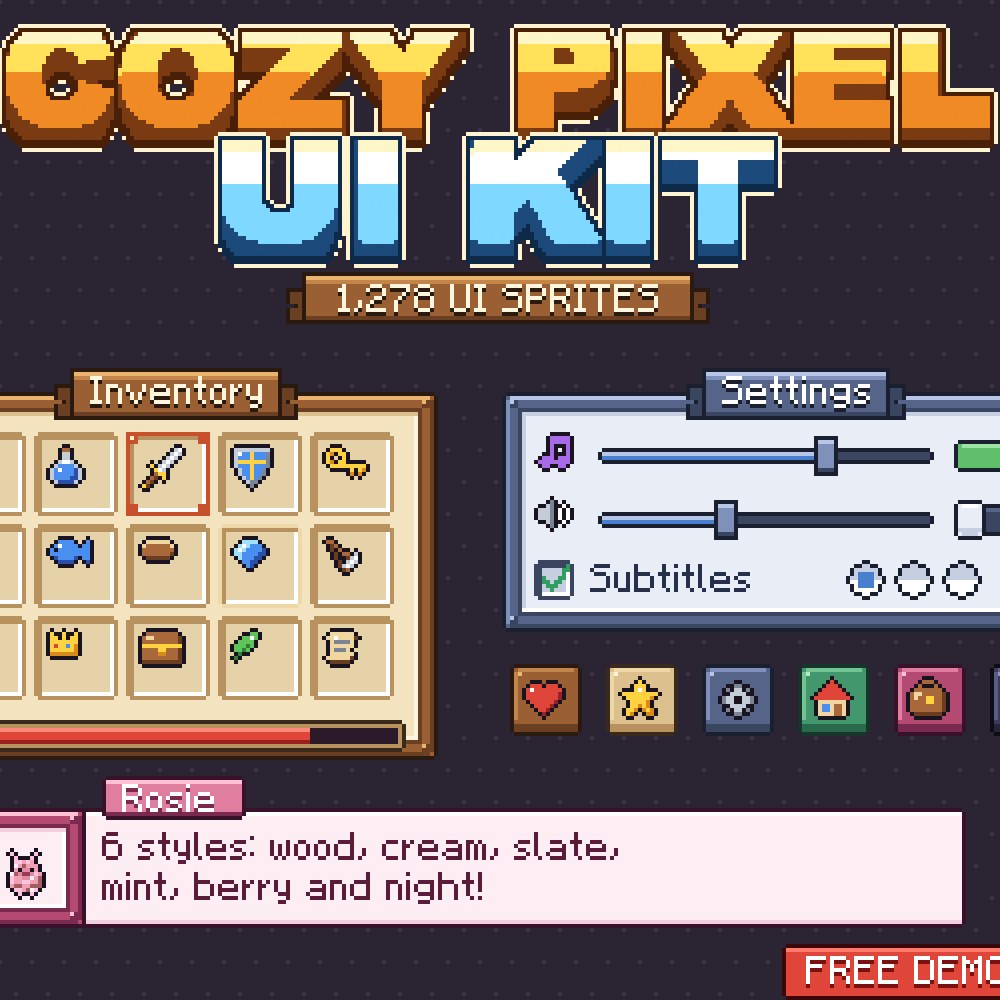 COZY PIXEL
UI KIT
1,278 UI SPRITES
Inventory
Settings
Subtitles
Rosie
6 styles: wood, cream, slate,
mint, berry and night!
FREE DEMO